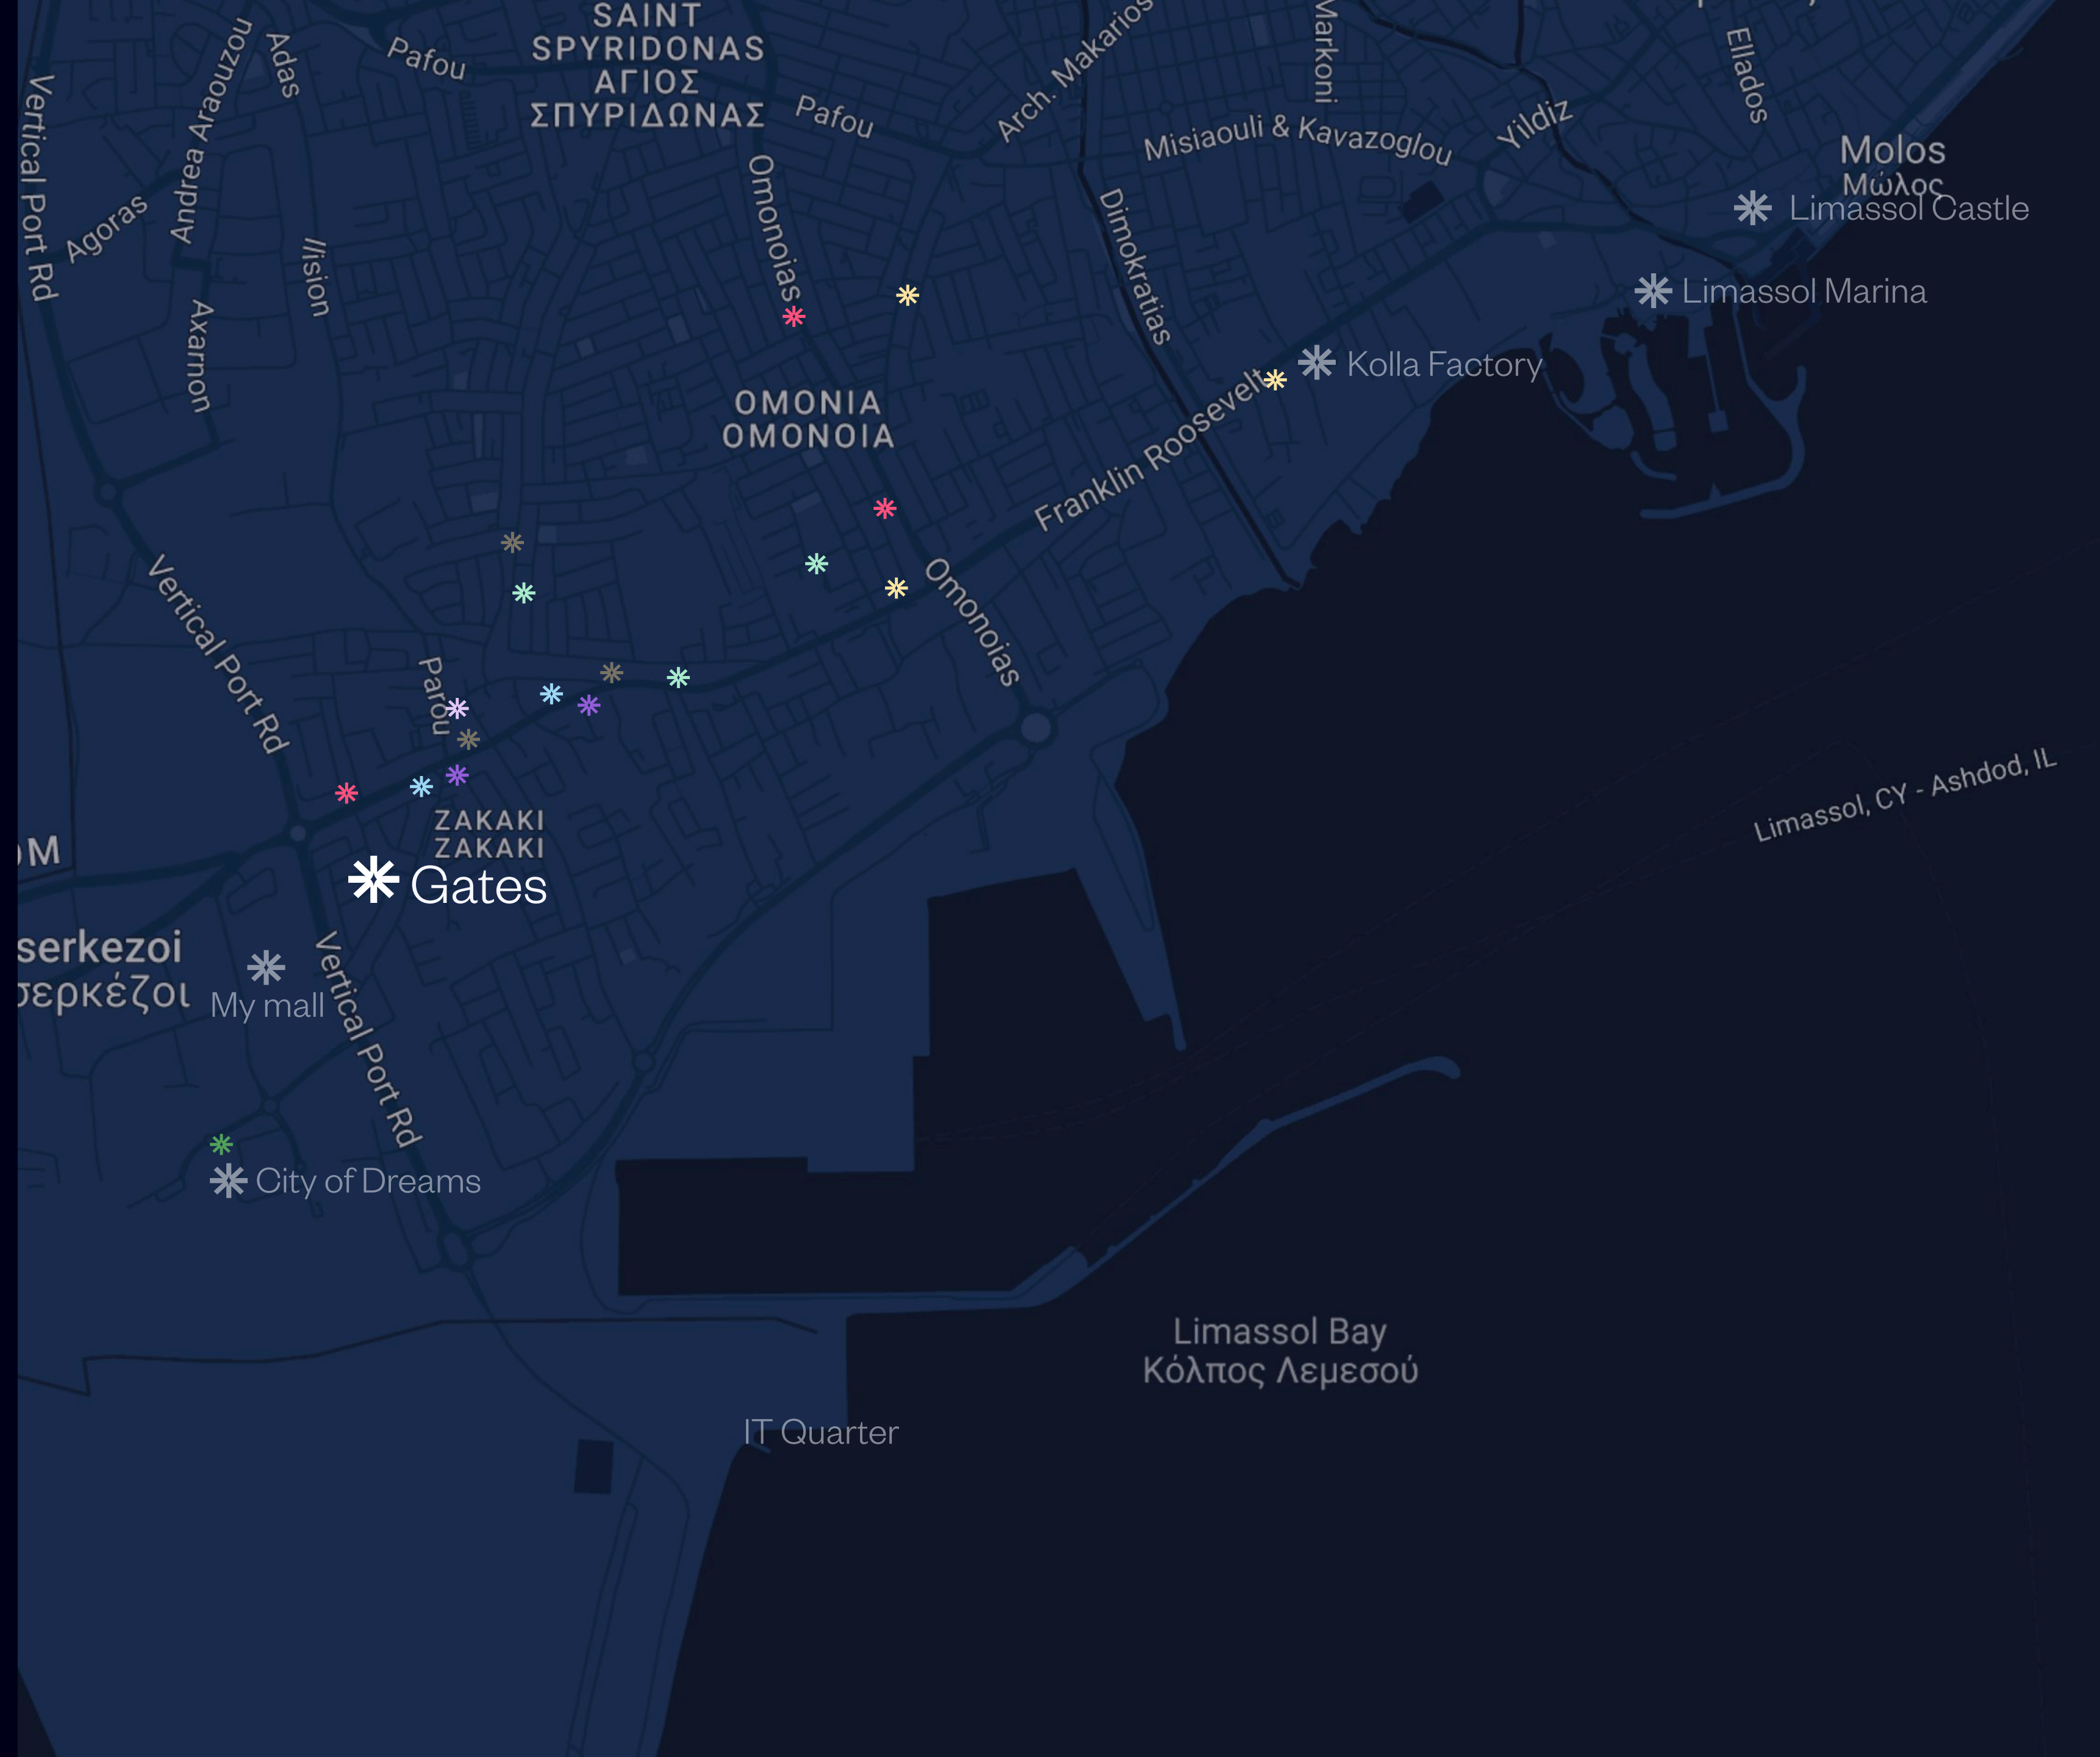 SAINT
SPYRIDONAS
ΑΓΙΟΣ
ΣΠΥΡΙΔΩΝΑΣ
Vertical Port Rd
Andrea Araouzou
Adas
Pafou
Pafou
Arch. Makarios
Markoni
Misiaouli & Kavazoglou
Yildiz
Ellados
Molos
Μώλος
Limassol Castle
Agoras
Axarnon
Omonoias
Dimokratias
Limassol Marina
Kolla Factory
OMONIA
ΟΜΟΝΟΙΑ
Franklin Roosevelt
Vertical Port Rd
Omonoias
Parou
Limassol, CY - Ashdod, IL
ZAKAKI
ΖΑΚΑΚΙ
Gates
serkezoi
σερκέζοι
My mall
Vertical Port Rd
City of Dreams
Limassol Bay
Κόλπος Λεμεσού
IT Quarter